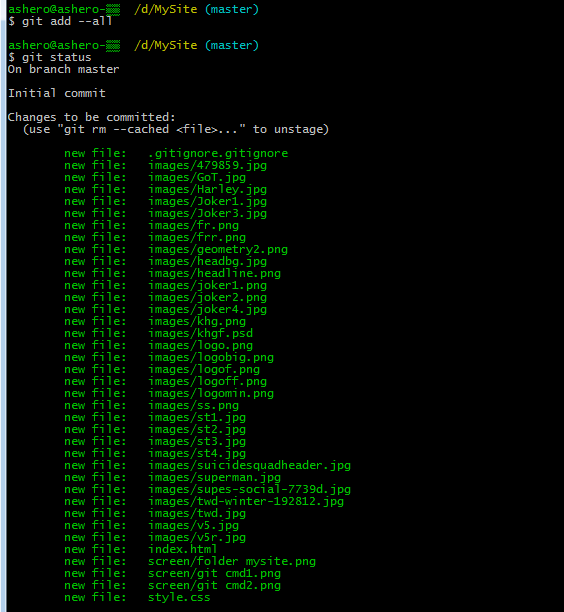 ashero@ashero- /d/MySite (master)
$ git add --all
ashero@ashero- /d/MySite (master)
$ git status
On branch master
Initial commit
Changes to be committed:
(use "git rm --cached <file>..." to unstage)
new file: .gitignore.gitignore
new file: images/479859.jpg
new file: images/GoT.jpg
new file: images/Harley.jpg
new file: images/Joker1.jpg
new file: images/Joker3.jpg
new file: images/fr.png
new file: images/frr.png
new file: images/geometry2.png
new file: images/headbg.jpg
new file: images/headline.png
new file: images/joker1.png
new file: images/joker2.png
new file: images/joker4.jpg
new file: images/khg.png
new file: images/khgf.psd
new file: images/logo.png
new file: images/logobig.png
new file: images/logof.png
new file: images/logoff.png
new file: images/logomin.png
new file: images/ss.png
new file: images/st1.jpg
new file: images/st2.jpg
new file: images/st3.jpg
new file: images/st4.jpg
new file: images/suicidesquadheader.jpg
new file: images/superman.jpg
new file: images/supes-social-7739d.jpg
new file: images/twd-winter-192812.jpg
new file: images/twd.jpg
new file: images/v5.jpg
new file: images/v5r.jpg
new file: index.html
new file: screen/folder mysite.png
new file: screen/git cmd1.png
new file: screen/git cmd2.png
new file: style.css